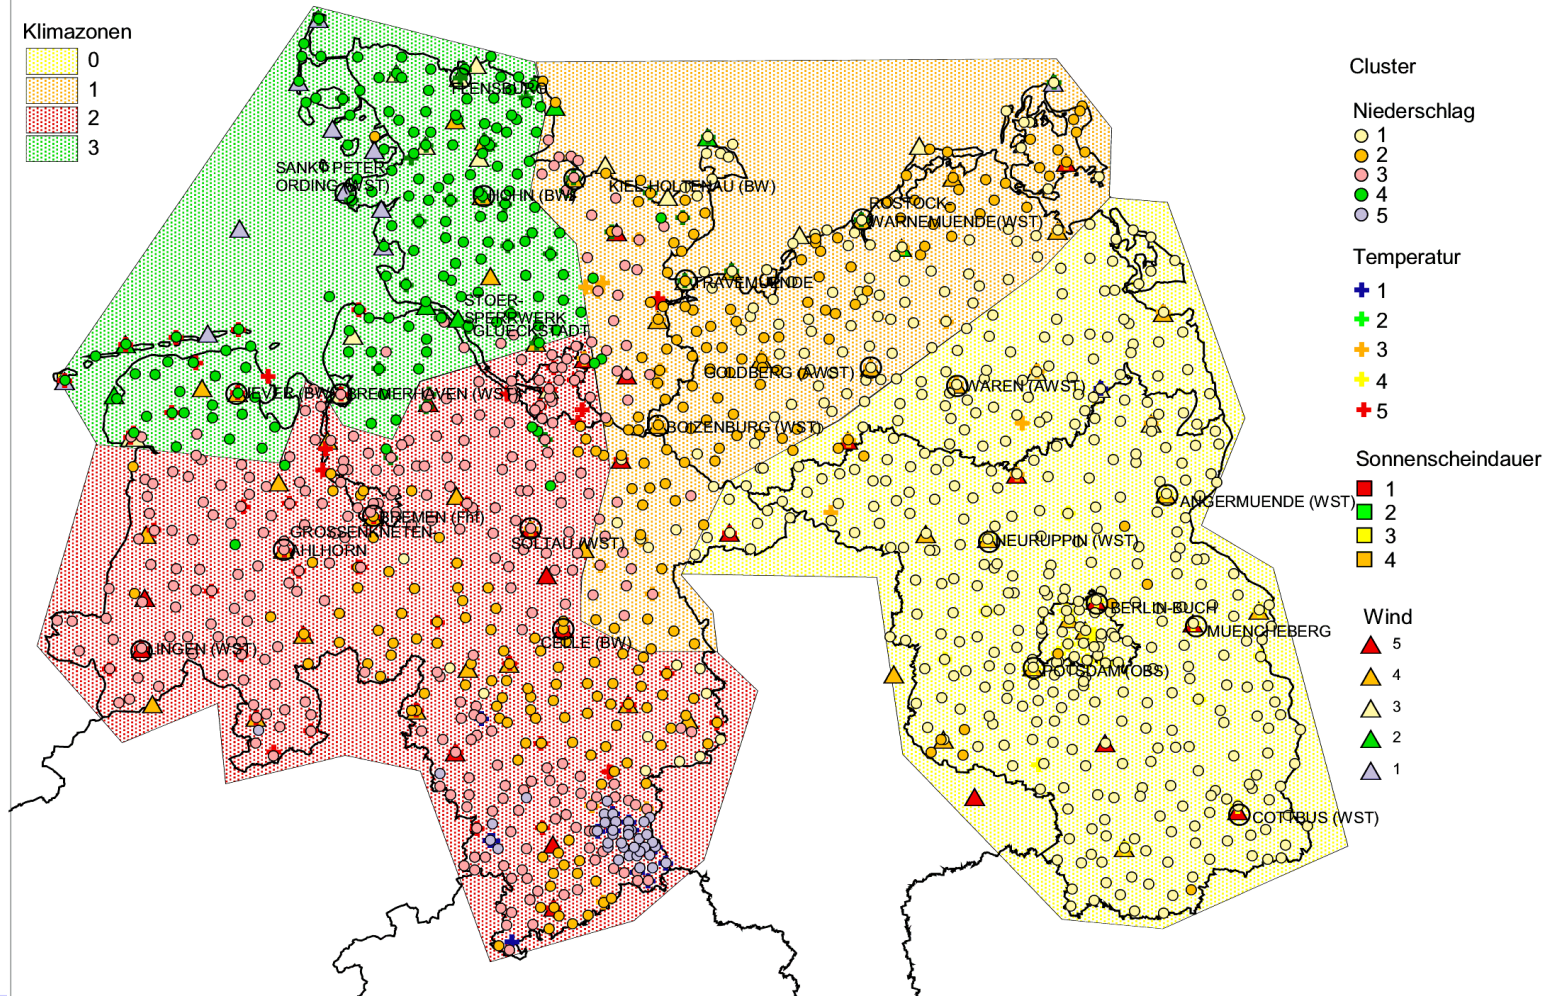 Klimazonen
0
1
2
3
Cluster
Niederschlag
1
2
3
4
5
Temperatur
1
2
3
4
5
Sonnenscheindauer
1
2
3
4
Wind
5
4
3
2
1
FLENSBURG
SANKT PETER-
ORDING (WST)
HOHN (BW)
KIEL-HOLTENAU (BW)
ROSTOCK-
WARNEMUENDE(WST)
TRAVEMUENDE
STOER-
SPERRWERK
GLUECKSTADT
GOLDBERG (AWST)
WAREN (AWST)
JEVER (BW)
BREMERHAVEN (WST)
BOIZENBURG (WST)
ANGERMUENDE (WST)
BREMEN (FHI)
GROSSENKNETEN-
AHLHORN
SOLTAU (WST)
NEURUPPIN (WST)
BERLIN-BUCH
MUENCHEBERG
CELLE (BW)
LINGEN (WST)
POTSDAM (OBS)
COTTBUS (WST)